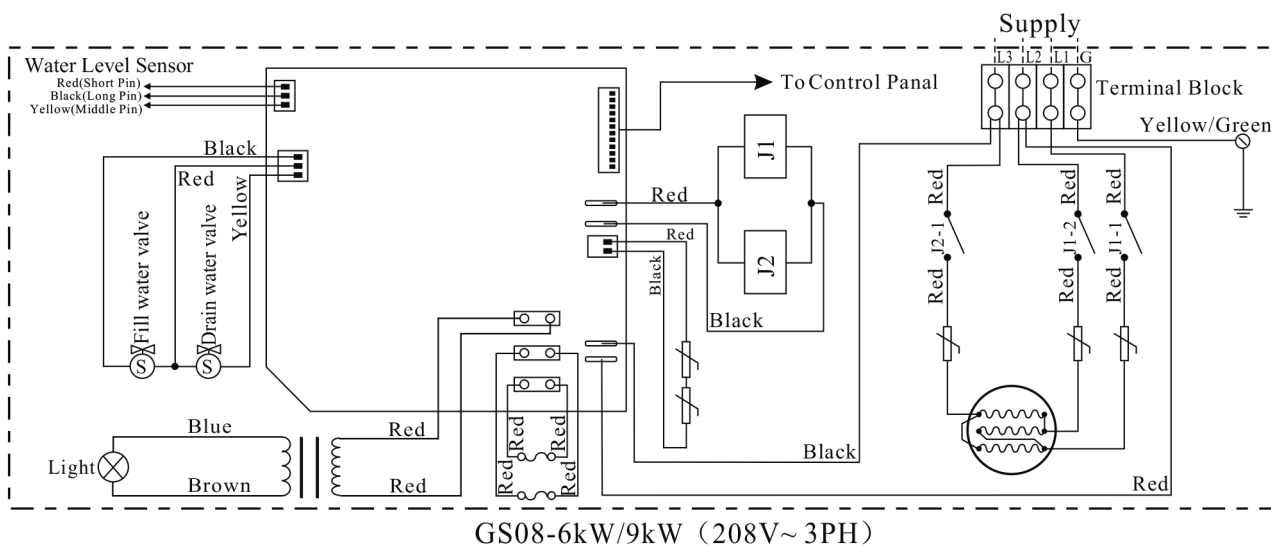 Supply
L3 L2 L1 G
Water Level Sensor
Red(Short Pin)
Black(Long Pin)
Yellow(Middle Pin)
To Control Panel
Terminal Block
Yellow/Green
Black
Red
Yellow
Fill water valve
Drain water valve
S
S
Red
J1
J2
Red
Black
Black
Red
Red
Red
J2-1
J1-2
J1-1
Red
Red
Red
Light
Blue
Brown
Red
Red
Red
Red
Red
Red
Black
Red
GS08-6kW/9kW（208V~ 3PH）